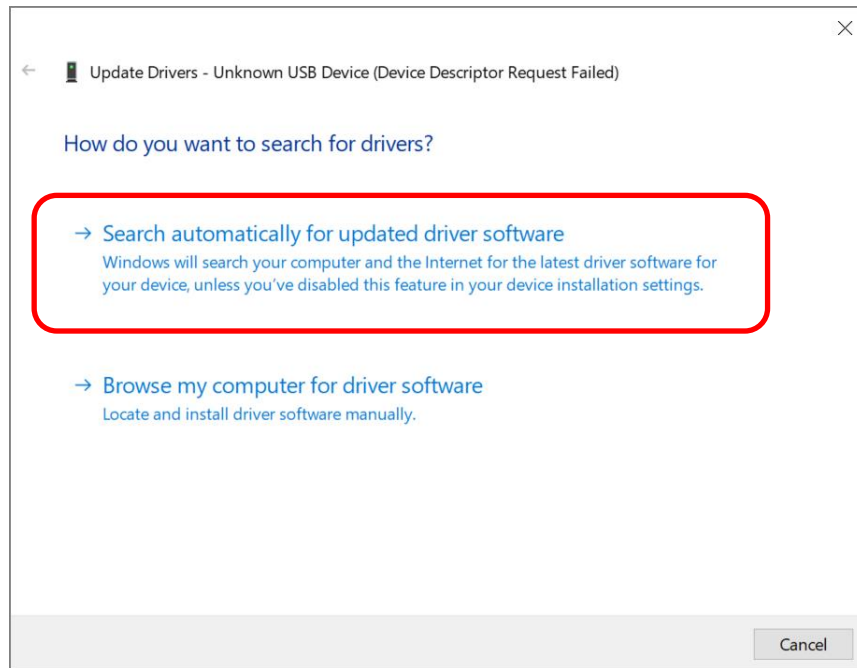 Update Drivers - Unknown USB Device (Device Descriptor Request Failed)
How do you want to search for drivers?
Search automatically for updated driver software
Windows will search your computer and the Internet for the latest driver software for
your device, unless you've disabled this feature in your device installation settings.
Browse my computer for driver software
Locate and install driver software manually.
Cancel